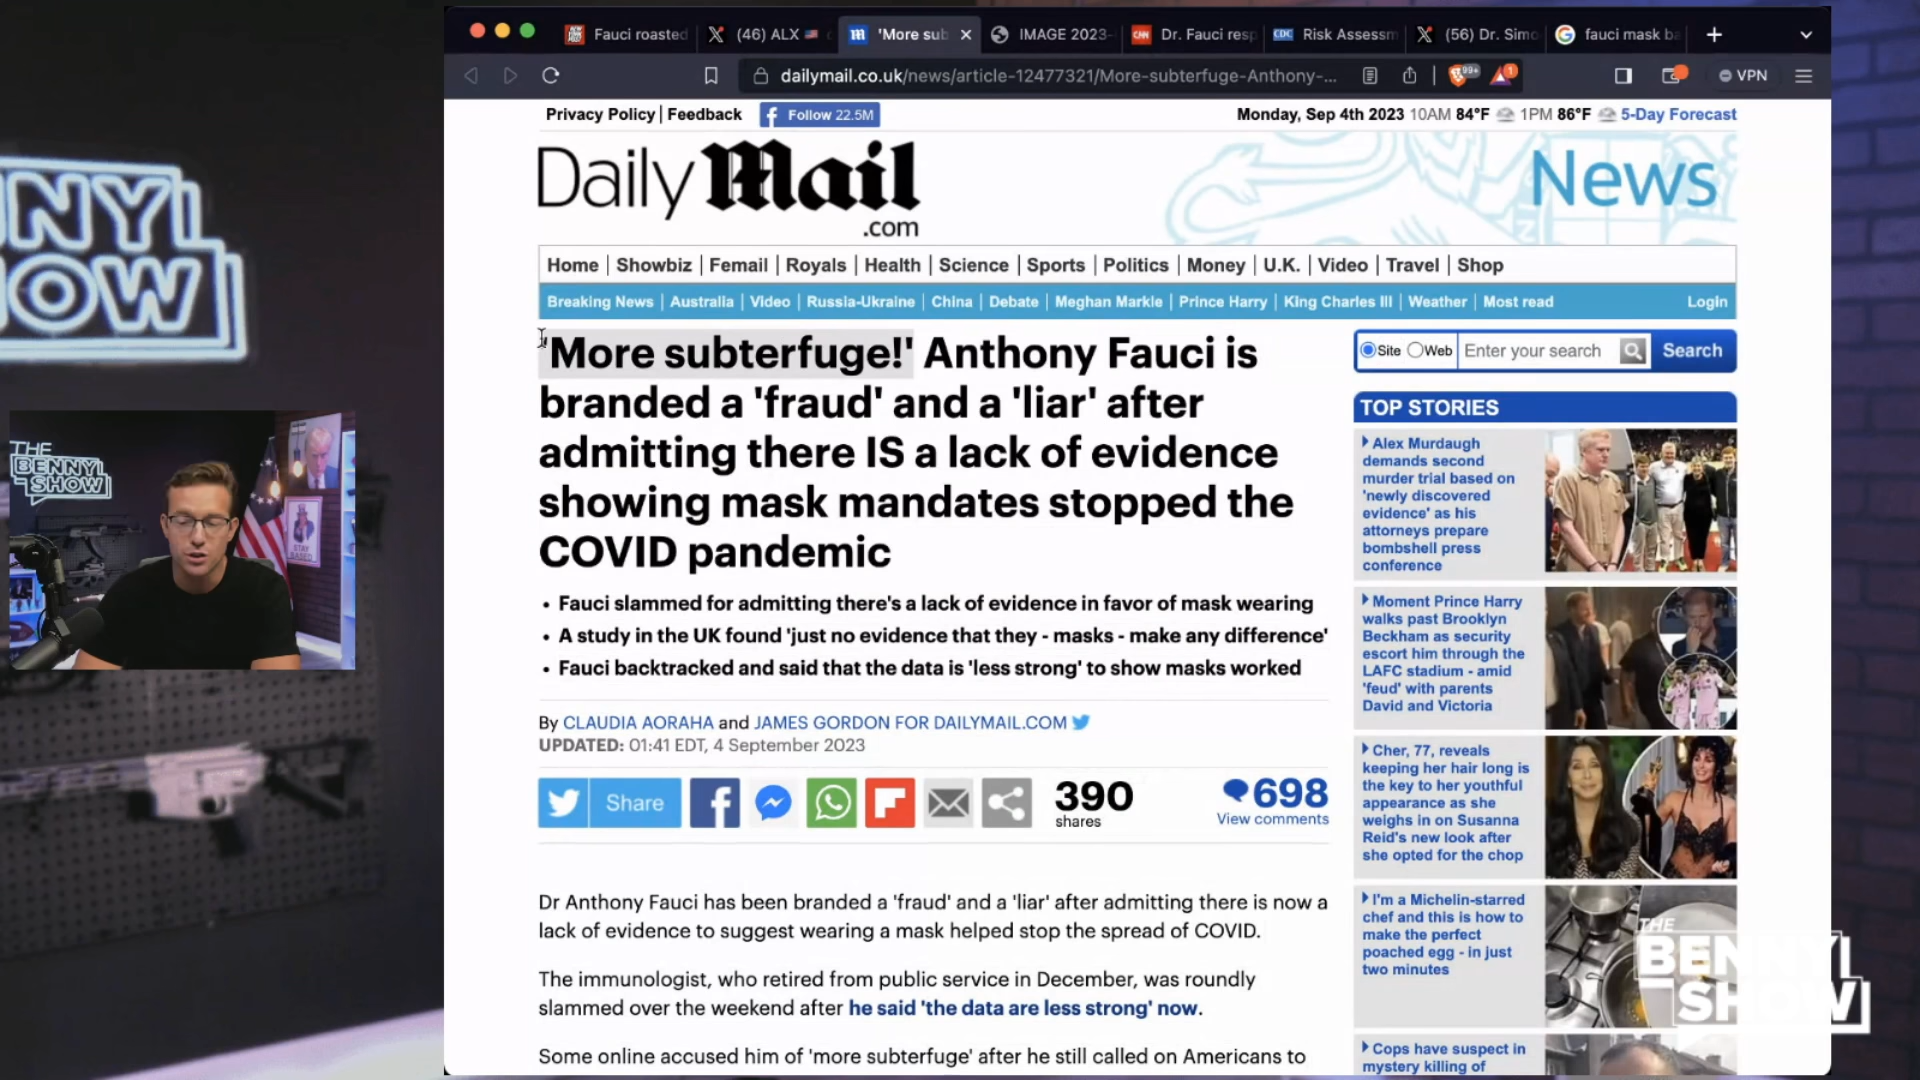 Fauci roasted
(46) ALX
'More sub
IMAGE 2023-
CNN
Dr. Fauci resp
CDC
Risk Assessm
(56) Dr. Simo
fauci mask ba
dailymail.co.uk/news/article-12477321/More-subterfuge-Anthony-...
99+
1
VPN
Privacy Policy | Feedback
Follow 22.5M
Monday, Sep 4th 2023 10AM 84°F 1PM 86°F 5-Day Forecast
Daily Mail
.com
News
Home | Showbiz | Femail | Royals | Health | Science | Sports | Politics | Money | U.K. | Video | Travel | Shop
Breaking News | Australia | Video | Russia-Ukraine | China | Debate | Meghan Markle | Prince Harry | King Charles III | Weather | Most read
Login
'More subterfuge!' Anthony Fauci is
branded a 'fraud' and a 'liar' after
admitting there IS a lack of evidence
showing mask mandates stopped the
COVID pandemic
• Fauci slammed for admitting there's a lack of evidence in favor of mask wearing
• A study in the UK found 'just no evidence that they - masks - make any difference'
• Fauci backtracked and said that the data is 'less strong' to show masks worked
By CLAUDIA AORAHA and JAMES GORDON FOR DAILYMAIL.COM
UPDATED: 01:41 EDT, 4 September 2023
Share
390
shares
698
View comments
Dr Anthony Fauci has been branded a 'fraud' and a 'liar' after admitting there is now a
lack of evidence to suggest wearing a mask helped stop the spread of COVID.
The immunologist, who retired from public service in December, was roundly
slammed over the weekend after he said 'the data are less strong' now.
Some online accused him of 'more subterfuge' after he still called on Americans to
Site Web Enter your search Search
TOP STORIES
Alex Murdaugh
demands second
murder trial based on
'newly discovered
evidence' as his
attorneys prepare
bombshell press
conference
Moment Prince Harry
walks past Brooklyn
Beckham as security
escort him through the
LAFC stadium - amid
'feud' with parents
David and Victoria
Cher, 77, reveals
keeping her hair long is
the key to her youthful
appearance as she
weighs in on Susanna
Reid's new look after
she opted for the chop
I'm a Michelin-starred
chef and this is how to
make the perfect
poached egg - in just
two minutes
Cops have suspect in
mystery killing of
NNY
OW
THE
BENNY
SHOW
STAY
BASED
THE
BENNY
SHOW